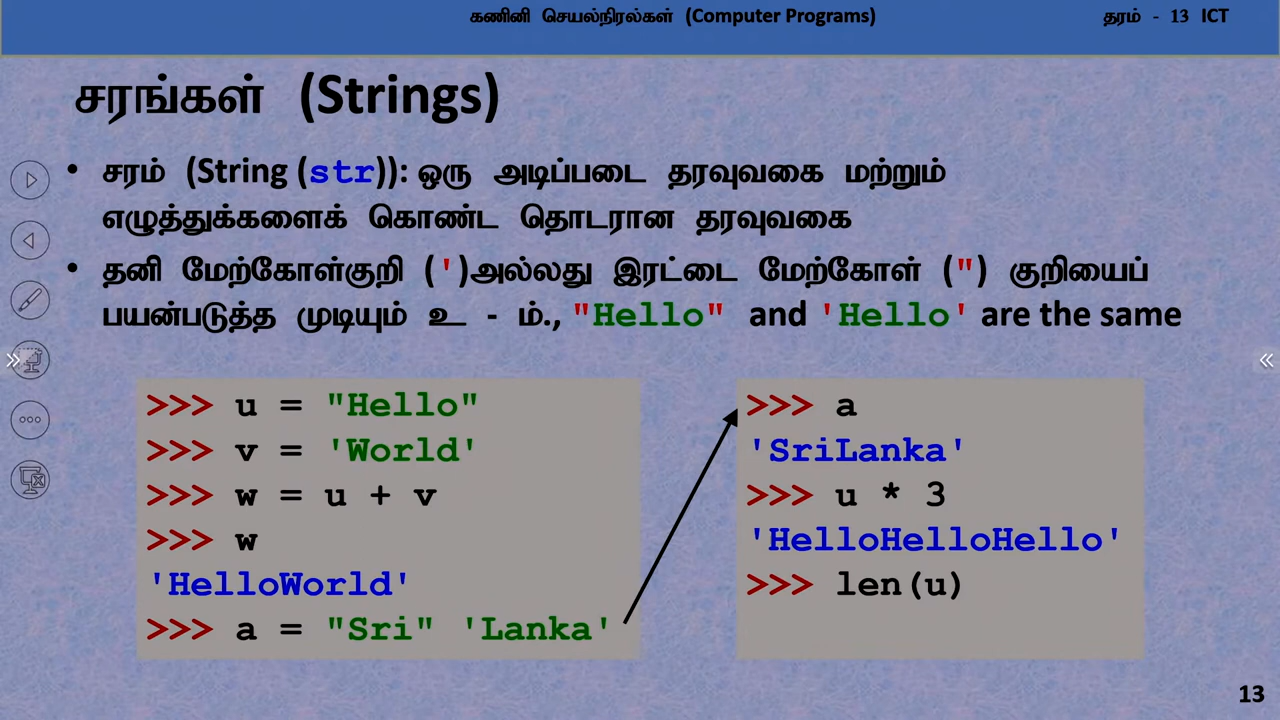 கணினி செயல்நிரல்கள் (Computer Programs) தரம் - 13 ICT
சரங்கள் (Strings)
• சரம் (String (str)): ஒரு அடிப்படை தரவுவகை மற்றும்
எழுத்துக்களைக் கொண்ட தொடரான தரவுவகை
• தனி மேற்கோள்குறி (')அல்லது இரட்டை மேற்கோள் (") குறியைப்
பயன்படுத்த முடியும் உ - ம்., "Hello" and 'Hello' are the same
>>> u = "Hello"
>>> v = 'World'
>>> w = u + v
>>> w
'HelloWorld'
>>> a = "Sri" 'Lanka'
>>> a
'SriLanka'
>>> u * 3
'HelloHelloHello'
>>> len(u)
13